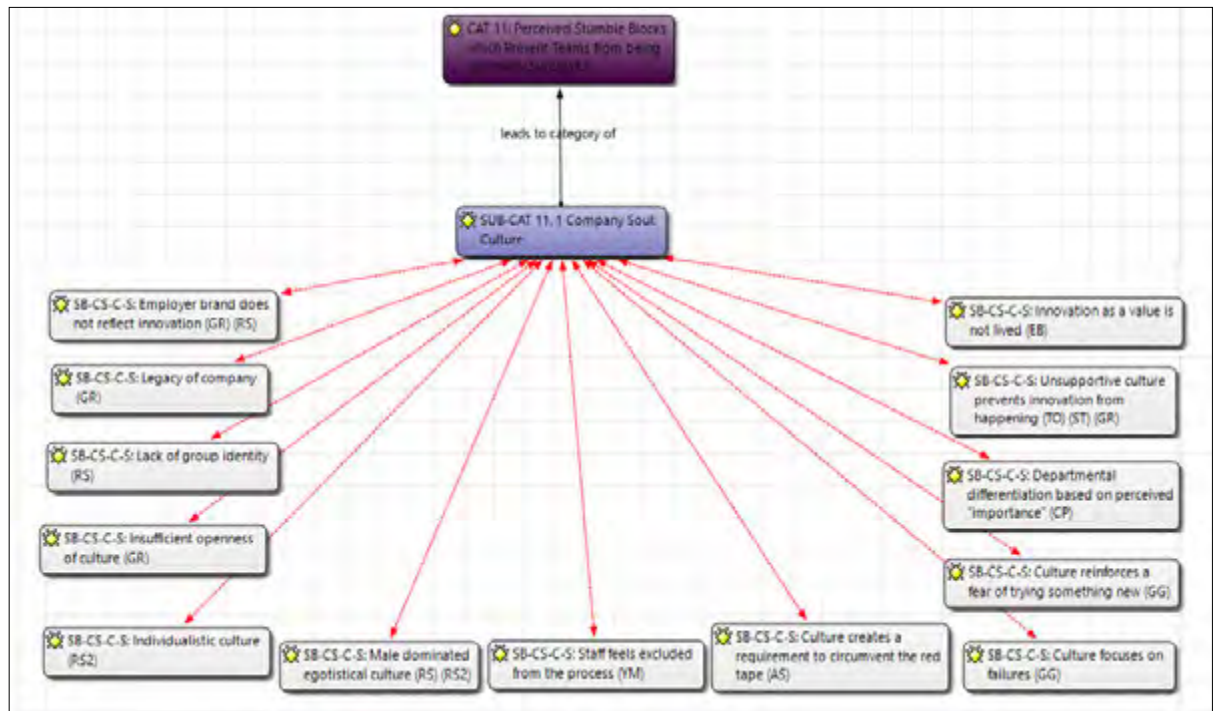 CAT 11: Perceived Stumble Blocks
which Prevent Teams from being
leads to category of
SUB-CAT 11. 1 Company Soul:
Culture
SB-CS-C-S: Employer brand does
not reflect innovation (GR) (RS)
SB-CS-C-S: Legacy of company
(GR)
SB-CS-C-S: Lack of group identity
(RS)
SB-CS-C-S: Insufficient openness
of culture (GR)
SB-CS-C-S: Individualistic culture
(RS2)
SB-CS-C-S: Male dominated
egotistical culture (RS) (RS2)
SB-CS-C-S: Staff feels excluded
from the process (YM)
SB-CS-C-S: Culture creates a
requirement to circumvent the red
tape (AS)
SB-CS-C-S: Innovation as a value is
not lived (EB)
SB-CS-C-S: Unsupportive culture
prevents innovation from
happening (TO) (ST) (GR)
SB-CS-C-S: Departmental
differentiation based on perceived
"importance" (CP)
SB-CS-C-S: Culture reinforces a
fear of trying something new (GG)
SB-CS-C-S: Culture focuses on
failures (GG)